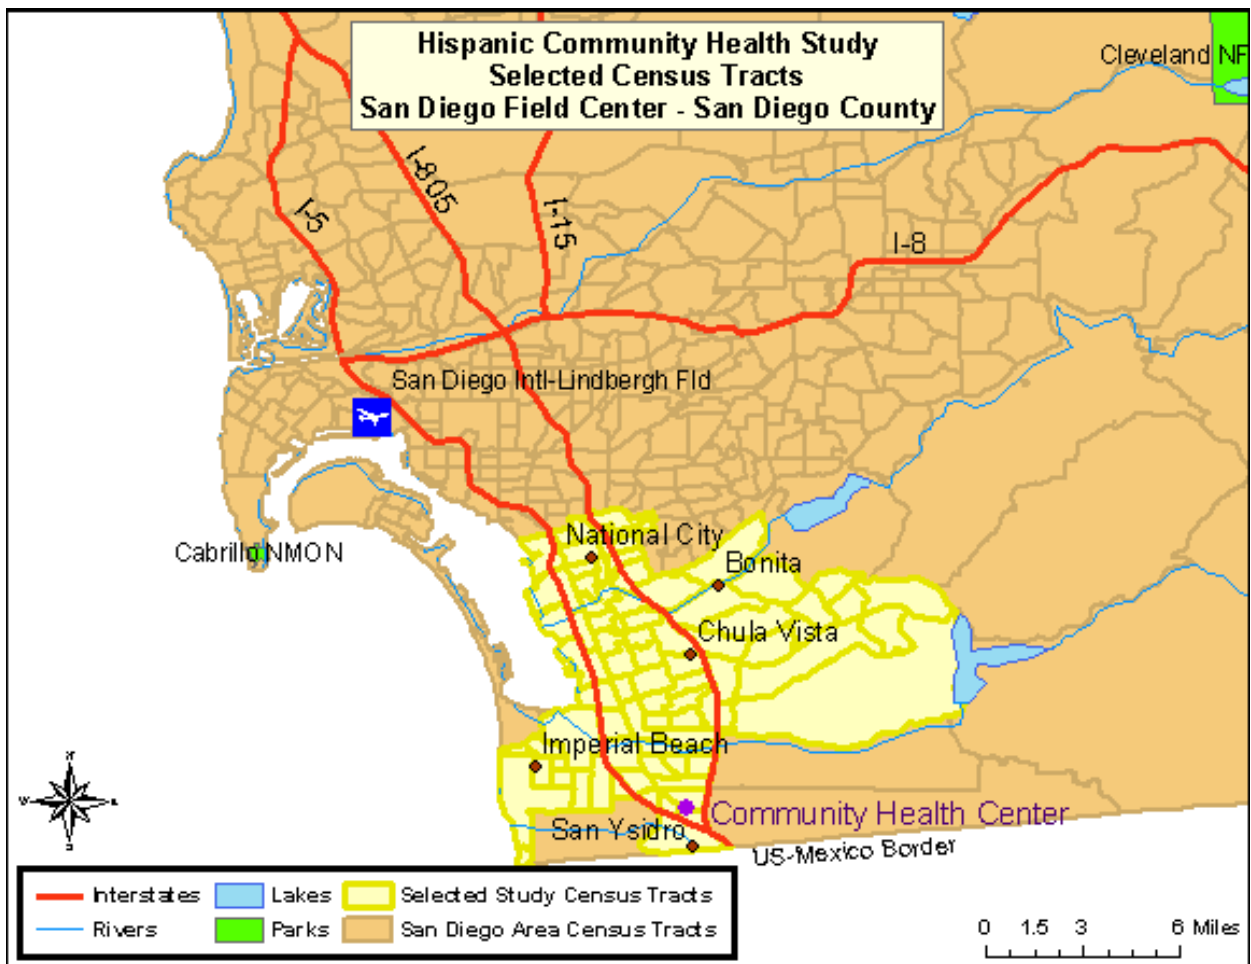 Hispanic Community Health Study
Selected Census Tracts
San Diego Field Center - San Diego County
Cleveland NF
I-805
I-5
I-15
I-8
San Diego Intl-Lindbergh Fld
National City
Cabrillo NMON
Bonita
Chula Vista
Imperial Beach
Community Health Center
San Ysidro
US-Mexico Border
Interstates
Lakes
Selected Study Census Tracts
Rivers
Parks
San Diego Area Census Tracts
0 1.5 3 6 Miles